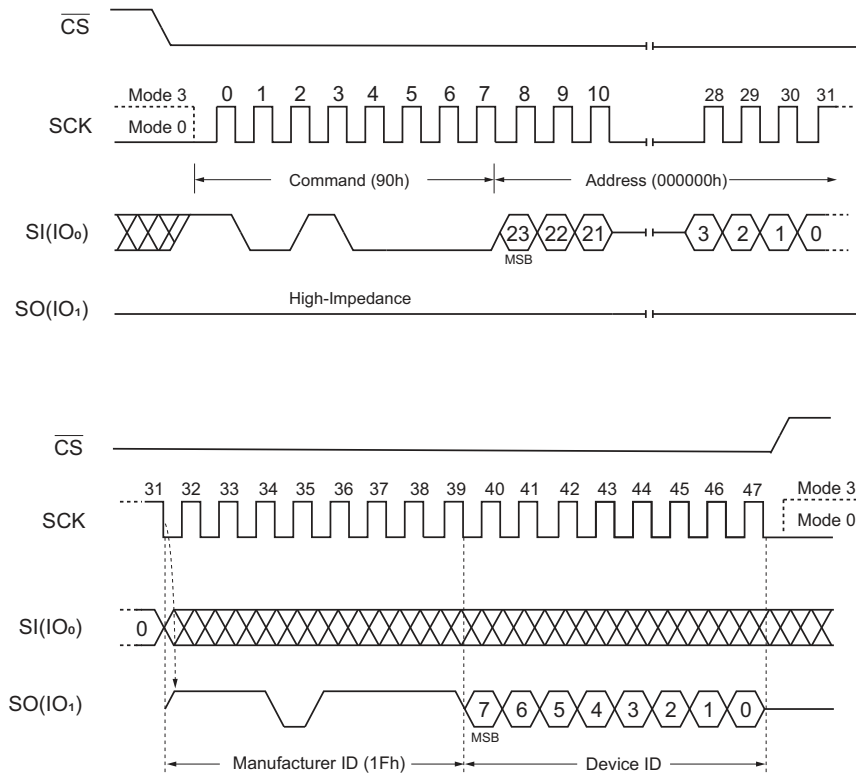 CS
Mode 3
0 1 2 3 4 5 6 7 8 9 10 28 29 30 31
SCK
Mode 0
Command (90h)
Address (000000h)
SI(IO₀)
23 22 21 3 2 1 0
MSB
High-Impedance
SO(IO₁)
CS
31 32 33 34 35 36 37 38 39 40 41 42 43 44 45 46 47
Mode 3
SCK
Mode 0
SI(IO₀)
0
SO(IO₁)
7 6 5 4 3 2 1 0
MSB
Manufacturer ID (1Fh)
Device ID